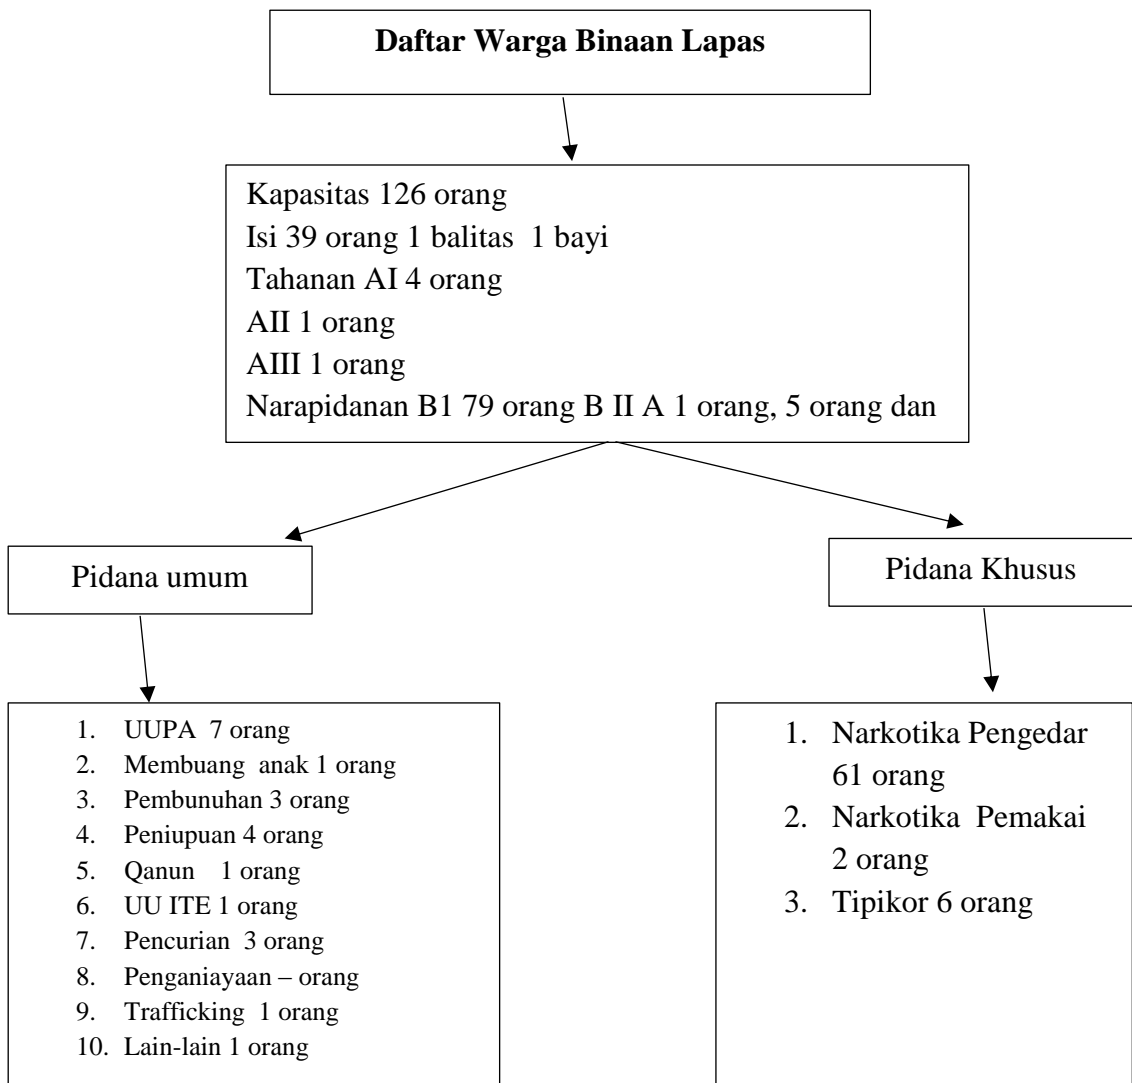 Daftar Warga Binaan Lapas
Kapasitas 126 orang
Isi 39 orang 1 balitas 1 bayi
Tahanan AI 4 orang
AII 1 orang
AIII 1 orang
Narapidanan B1 79 orang B II A 1 orang, 5 orang dan
Pidana umum
Pidana Khusus
1. UUPA 7 orang
2. Membuang anak 1 orang
3. Pembunuhan 3 orang
4. Peniupuan 4 orang
5. Qanun 1 orang
6. UU ITE 1 orang
7. Pencurian 3 orang
8. Penganiayaan – orang
9. Trafficking 1 orang
10. Lain-lain 1 orang
1. Narkotika Pengedar
61 orang
2. Narkotika Pemakai
2 orang
3. Tipikor 6 orang